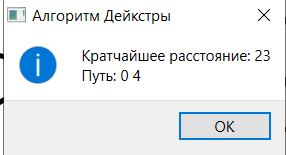 Алгоритм Дейкстры
Кратчайшее расстояние: 23
Путь: 0 4
OK